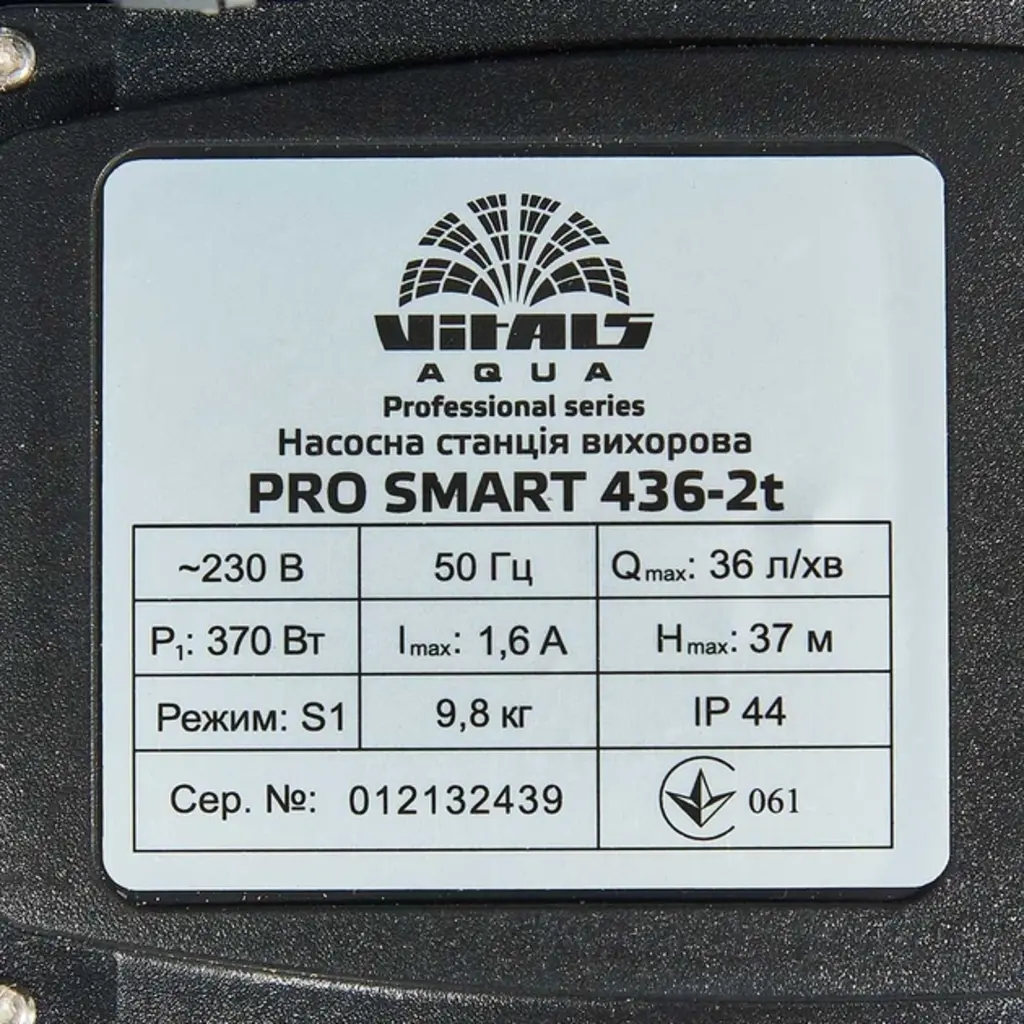 ViTALS
AQUA
Professional series
Насосна станція вихорова
PRO SMART 436-2t
~230 В 50 Гц Qmax: 36 л/хв
P1: 370 Вт Imax: 1,6 А Hmax: 37 м
Режим: S1 9,8 кг IP 44
Сер. №: 012132439 061